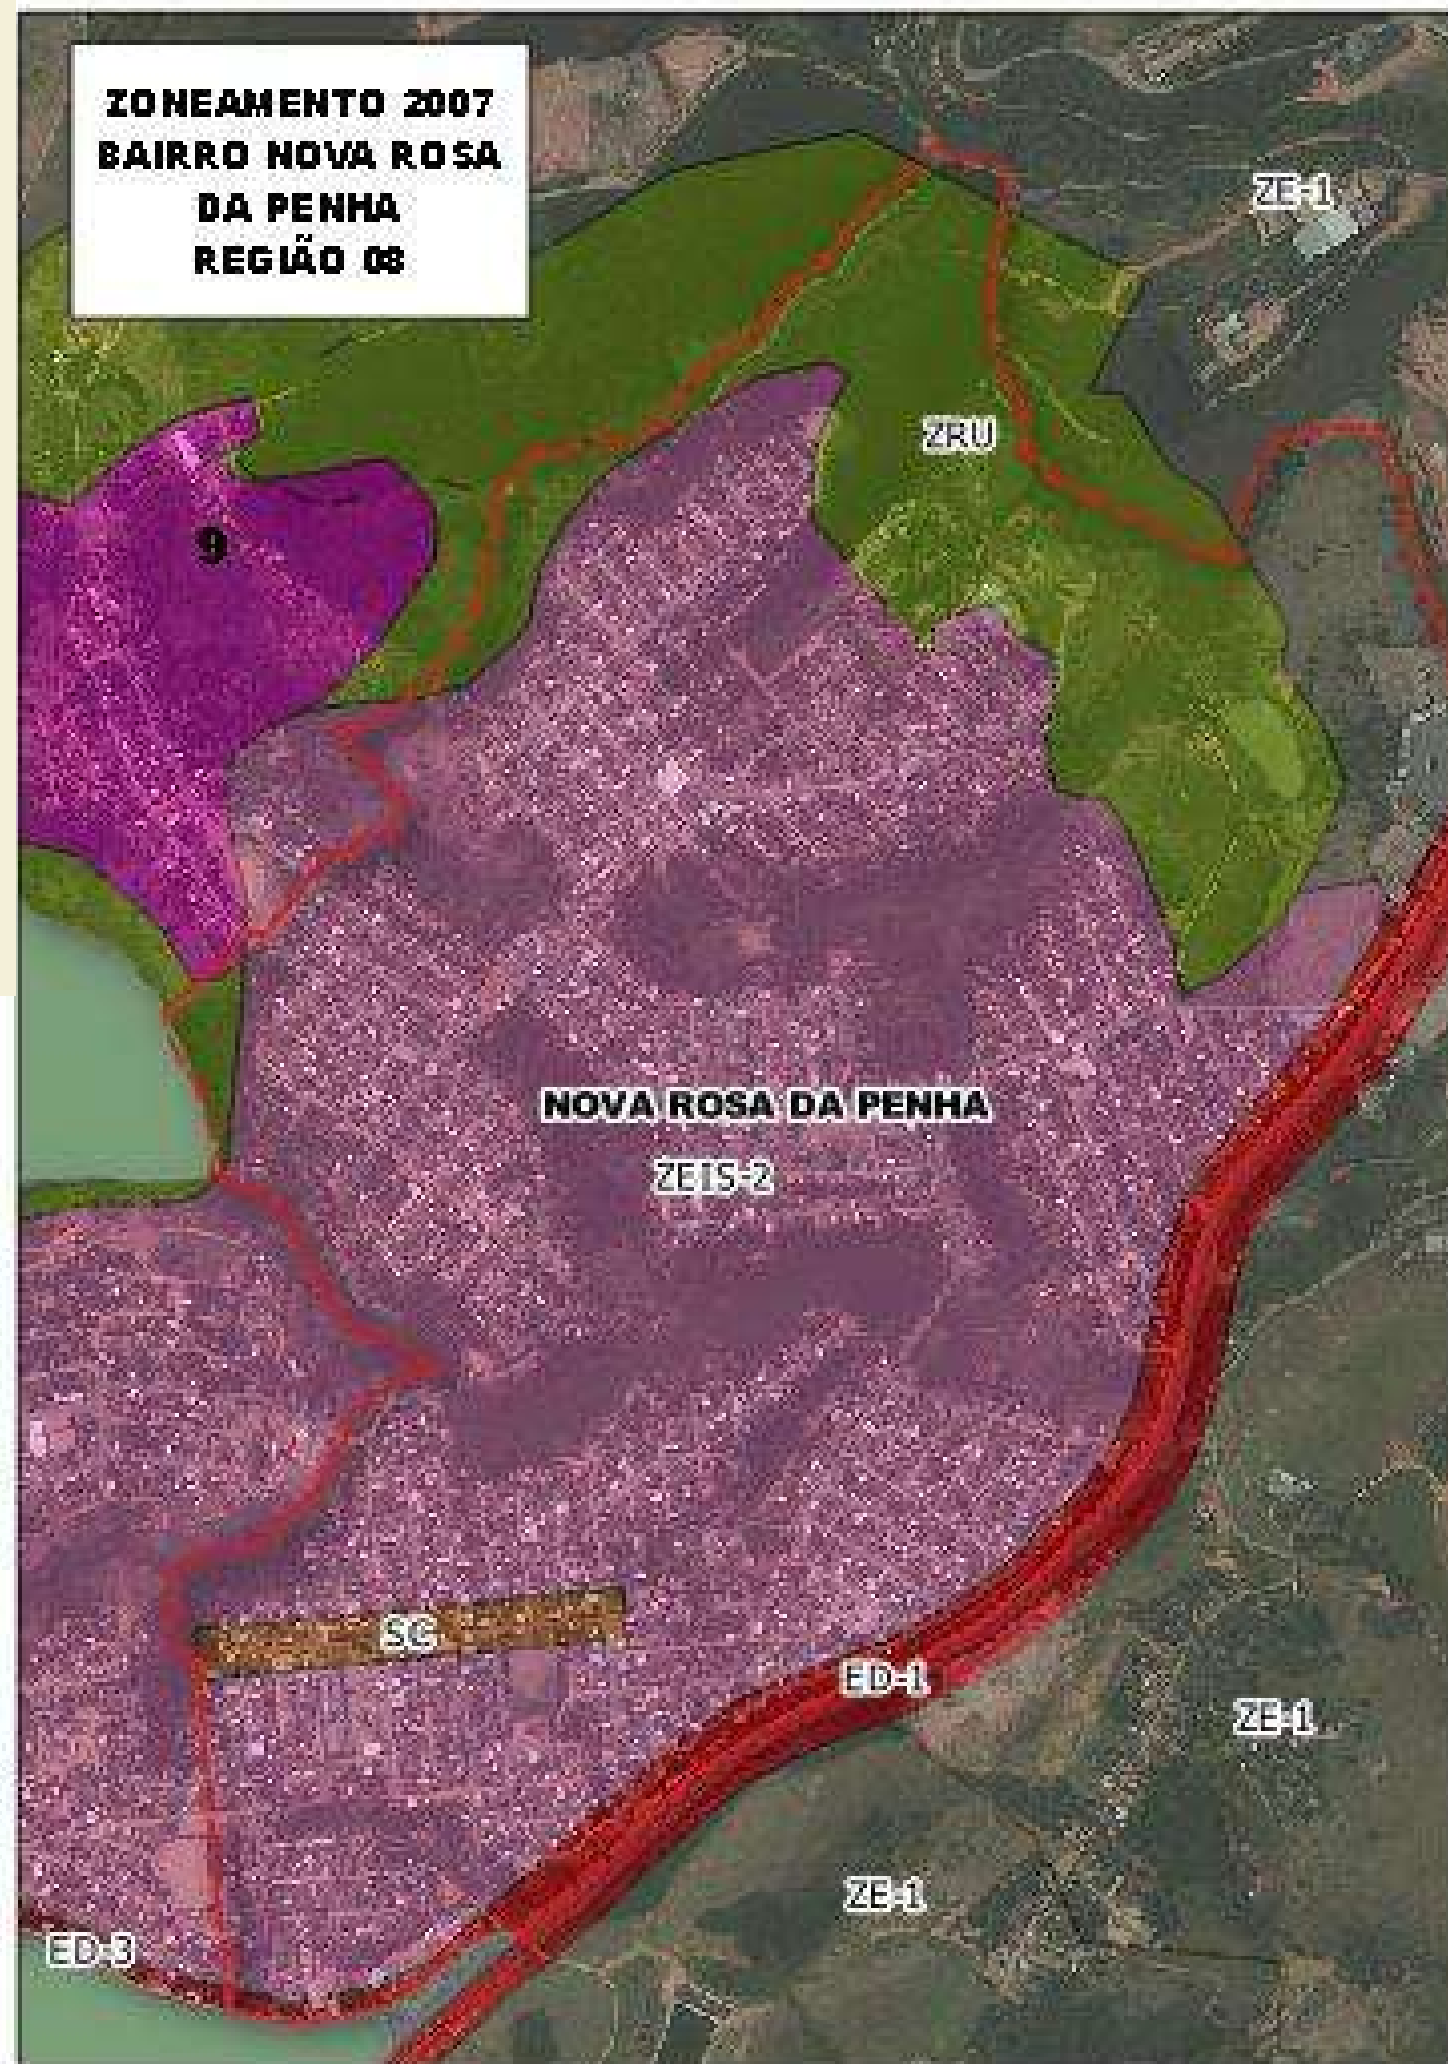 ZONEAMENTO 2007
BAIRRO NOVA ROSA
DA PENHA
REGIÃO 08
ZE-1
ZRU
9
NOVA ROSA DA PENHA
ZEIS-2
SG
ED-1
ZE-1
ZE-1
ED-3